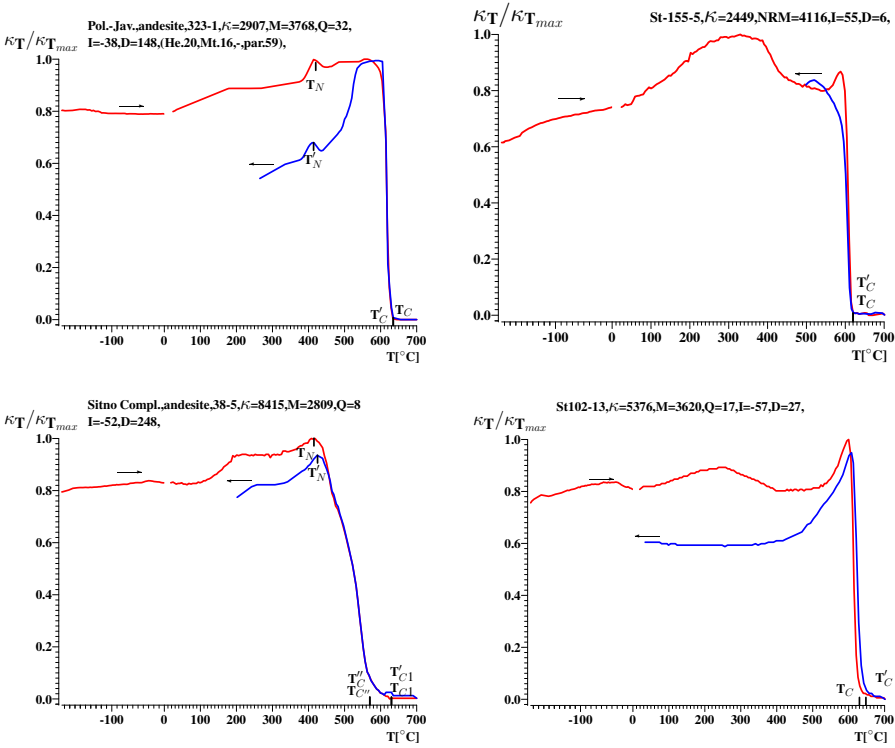 Pol.-Jav.,andesite,323-1,κ=2907,M=3768,Q=32,
I=-38,D=148,(He.20,Mt.16,-,par.59),
κT/κTmax
1.0
0.8
0.6
0.4
0.2
0.0
TN
T′N
T′C
TC
-100 0 100 200 300 400 500 600 700
T[°C]
St-155-5,K=2449,NRM=4116,I=55,D=6,
κT/κTmax
1.0
0.8
0.6
0.4
0.2
0.0
T′C
TC
-100 0 100 200 300 400 500 600 700
T[°C]
Sitno Compl.,andesite,38-5,κ=8415,M=2809,Q=8
I=-52,D=248,
κT/κTmax
1.0
0.8
0.6
0.4
0.2
0.0
TN
T′N
T″C
TC″
T′C1
TC1
-100 0 100 200 300 400 500 600 700
T[°C]
St102-13,κ=5376,M=3620,Q=17,I=-57,D=27,
κT/κTmax
1.0
0.8
0.6
0.4
0.2
0.0
TC
T′C
-100 0 100 200 300 400 500 600 700
T[°C]